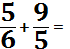 5/6 + 9/5 =